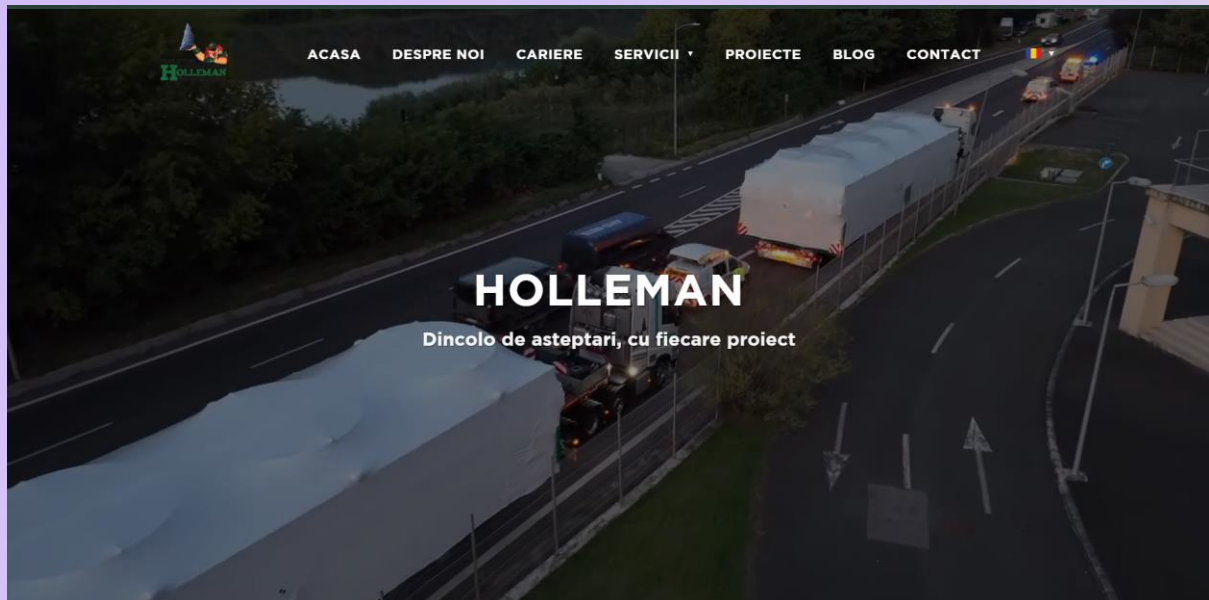 HOLLEMAN
ACASA
DESPRE NOI
CARIERE
SERVICII
PROIECTE
BLOG
CONTACT
HOLLEMAN
Dincolo de asteptari, cu fiecare proiect